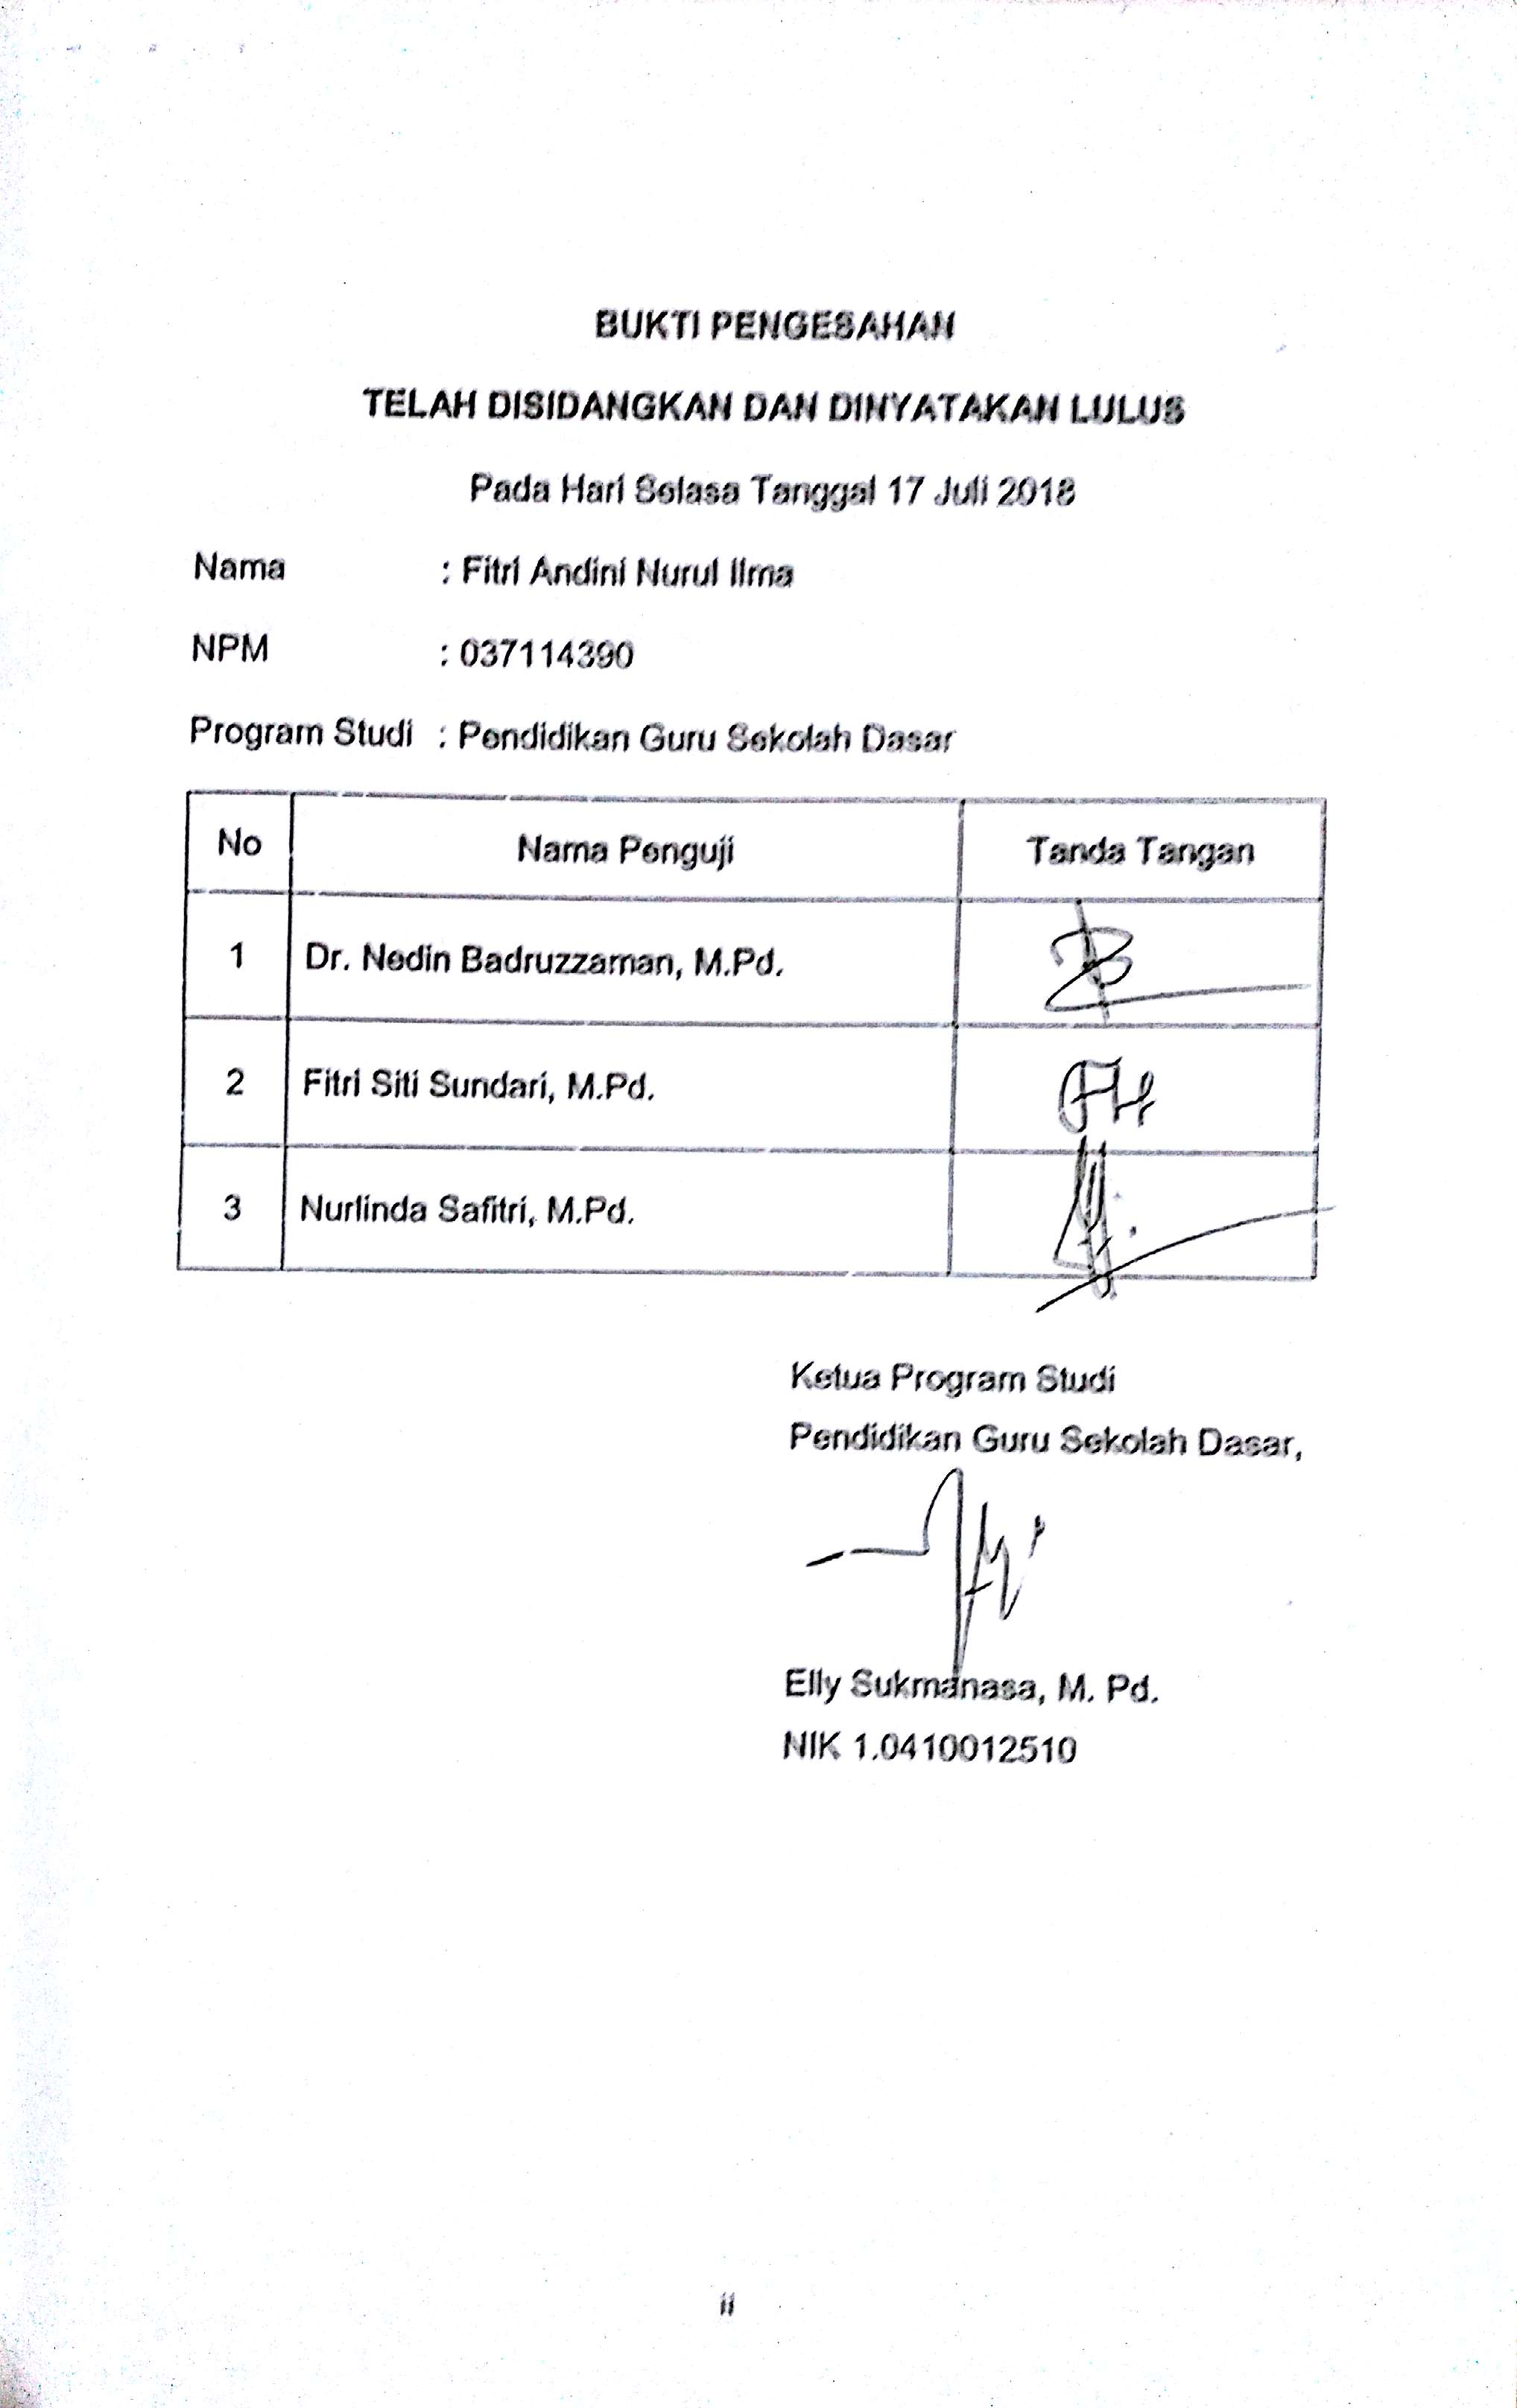 BUKTI PENGESAHAN
TELAH DISIDANGKAN DAN DINYATAKAN LULUS
Pada Hari Selasa Tanggal 17 Juli 2018
Nama : Fitri Andini Nurul Ilma
NPM : 037114390
Program Studi : Pendidikan Guru Sekolah Dasar
No Nama Penguji Tanda Tangan
1 Dr. Nedin Badruzzaman, M.Pd.
2 Fitri Siti Sundari, M.Pd.
3 Nurlinda Safitri, M.Pd.
Ketua Program Studi
Pendidikan Guru Sekolah Dasar,
Elly Sukmanasa, M. Pd.
NIK 1.0410012510
ii